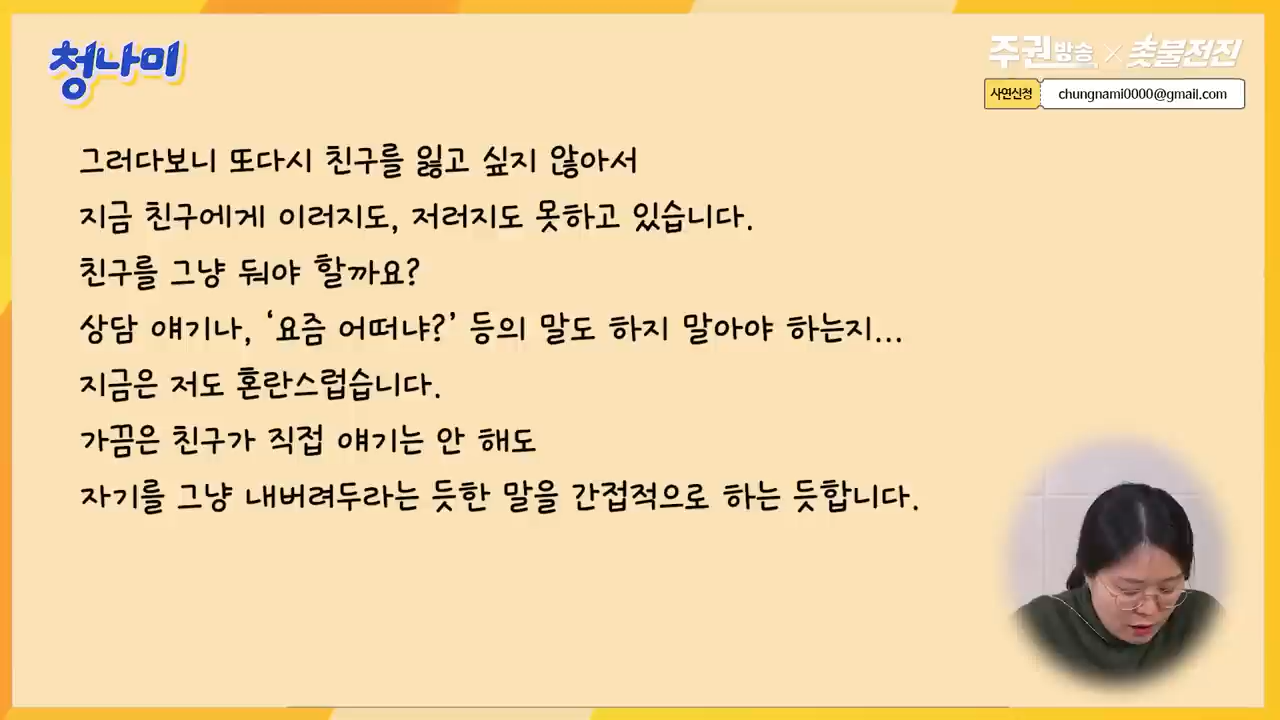 청나미
주권방송 × 촛불전진
사연신청 chungnami0000@gmail.com
그러다보니 또다시 친구를 잃고 싶지 않아서
지금 친구에게 이러지도, 저러지도 못하고 있습니다.
친구를 그냥 둬야 할까요?
상담 얘기나, ‘요즘 어떠냐?’ 등의 말도 하지 말아야 하는지...
지금은 저도 혼란스럽습니다.
가끔은 친구가 직접 얘기는 안 해도
자기를 그냥 내버려두라는 듯한 말을 간접적으로 하는 듯합니다.